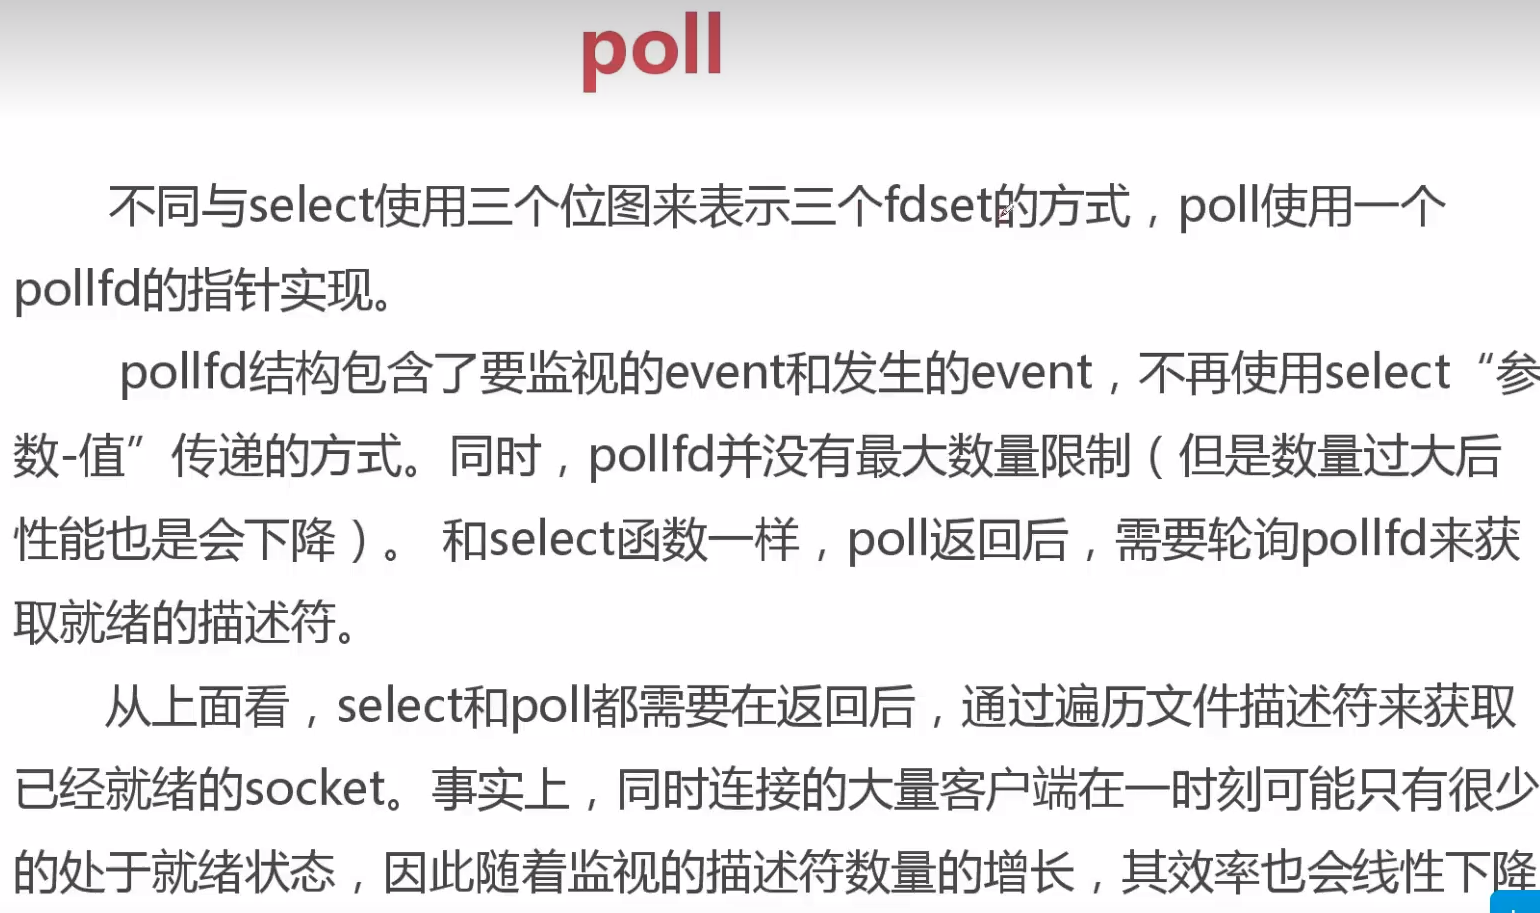 poll
不同与select使用三个位图来表示三个fdset的方式，poll使用一个
pollfd的指针实现。
pollfd结构包含了要监视的event和发生的event，不再使用select“参
数-值”传递的方式。同时，pollfd并没有最大数量限制（但是数量过大后
性能也是会下降）。 和select函数一样，poll返回后，需要轮询pollfd来获
取就绪的描述符。
从上面看，select和poll都需要在返回后，通过遍历文件描述符来获取
已经就绪的socket。事实上，同时连接的大量客户端在一时刻可能只有很少
的处于就绪状态，因此随着监视的描述符数量的增长，其效率也会线性下降